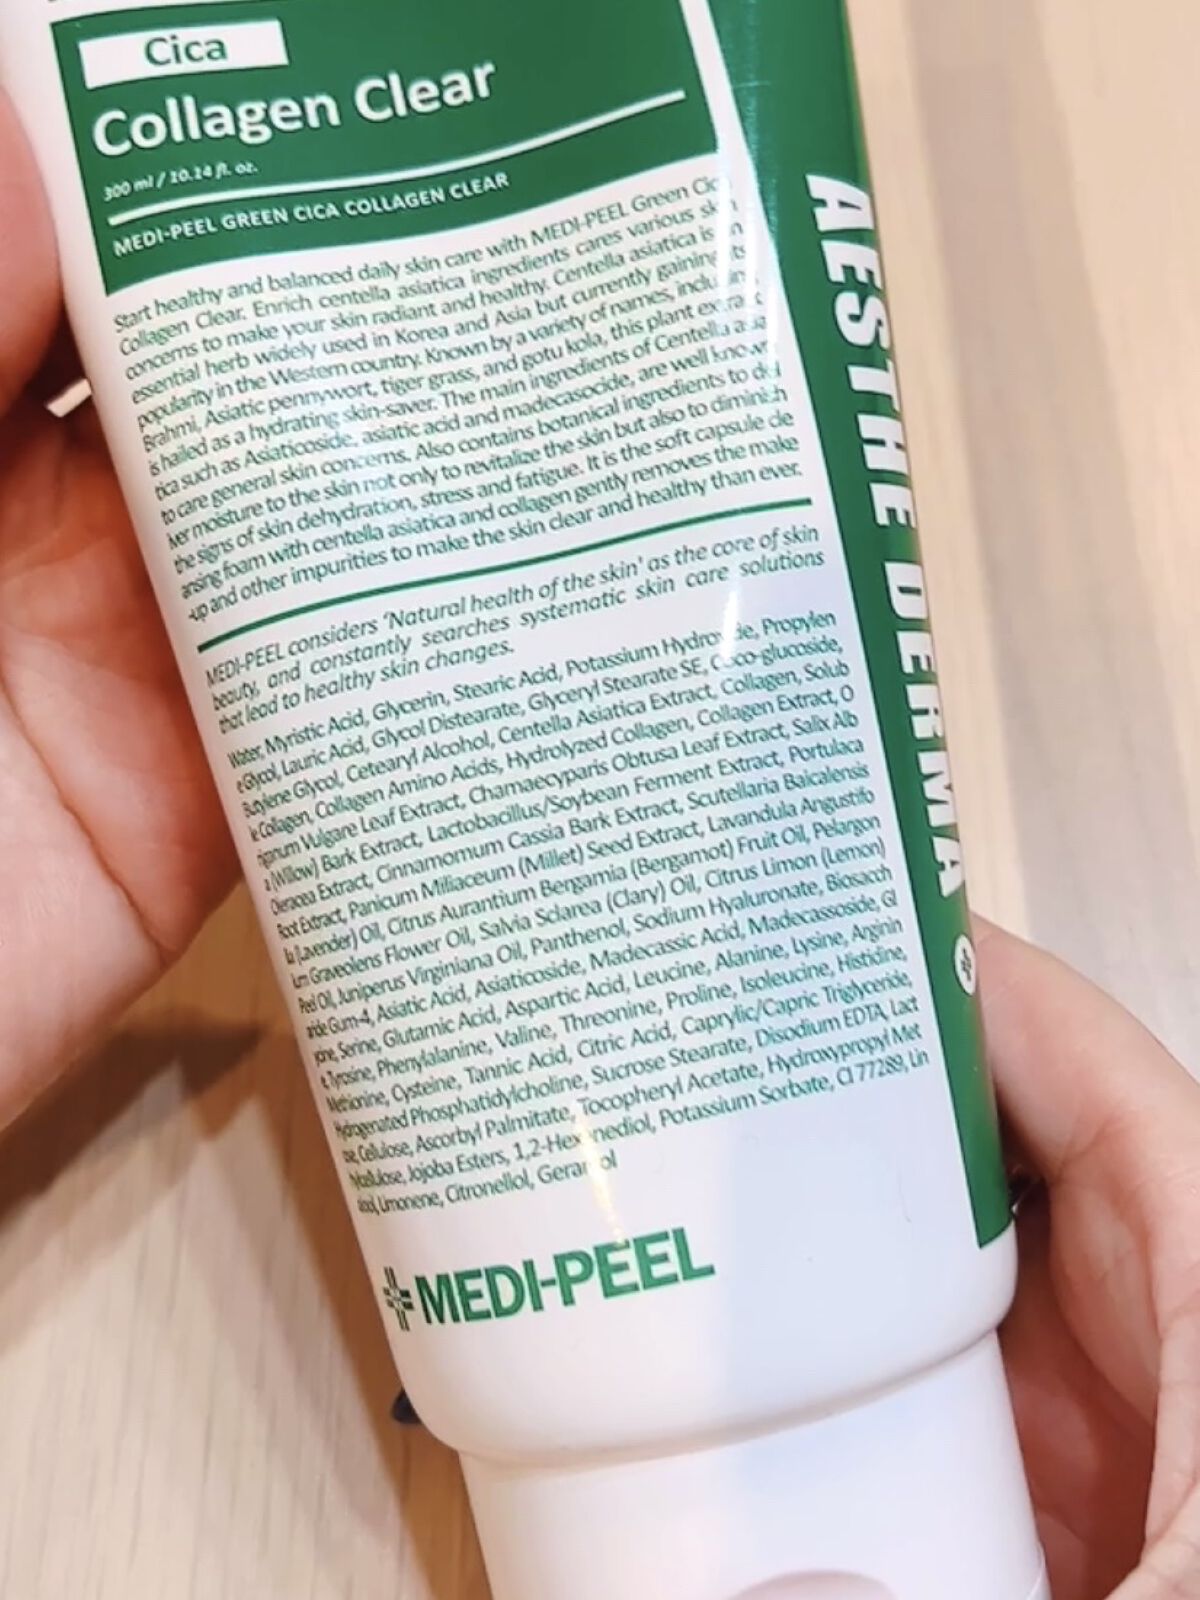 Cica
Collagen Clear
300 ml / 10.14 fl. oz.
MEDI-PEEL GREEN CICA COLLAGEN CLEAR
Start healthy and balanced daily skin care with MEDI-PEEL Green Cica
Collagen Clear. Enrich centella asiatica ingredients cares various skin
concerns to make your skin radiant and healthy. Centella asiatica is an
essential herb widely used in Korea and Asia but currently gaining its
popularity in the Western country. Known by a variety of names, including
Brahmi, Asiatic pennywort, tiger grass, and gotu kola, this plant extract
is hailed as a hydrating skin-saver. The main ingredients of Centella asia
tica such as Asiaticoside, asiatic acid and madecasocide, are well known
to care general skin concerns. Also contains botanical ingredients to deli
ver moisture to the skin not only to revitalize the skin but also to diminish
the signs of skin dehydration, stress and fatigue. It is the soft capsule cle
ansing foam with centella asiatica and collagen gently removes the make
-up and other impurities to make the skin clear and healthy than ever.
MEDI-PEEL considers 'Natural health of the skin' as the core of skin
beauty, and constantly searches systematic skin care solutions
that lead to healthy skin changes.
Water, Myristic Acid, Glycerin, Stearic Acid, Potassium Hydroxide, Propylen
e Glycol, Lauric Acid, Glycol Distearate, Glyceryl Stearate SE, Coco-glucoside,
Butylene Glycol, Cetearyl Alcohol, Centella Asiatica Extract, Collagen, Solub
le Collagen, Collagen Amino Acids, Hydrolyzed Collagen, Collagen Extract, O
riganum Vulgare Leaf Extract, Chamaecyparis Obtusa Leaf Extract, Salix Alb
a (Willow) Bark Extract, Lactobacillus/Soybean Ferment Extract, Portulaca
Oleracea Extract, Cinnamomum Cassia Bark Extract, Scutellaria Baicalensis
Root Extract, Panicum Miliaceum (Millet) Seed Extract, Lavandula Angustifo
lia (Lavender) Oil, Citrus Aurantium Bergamia (Bergamot) Fruit Oil, Pelargon
ium Graveolens Flower Oil, Salvia Sclarea (Clary) Oil, Citrus Limon (Lemon)
Peel Oil, Juniperus Virginiana Oil, Panthenol, Sodium Hyaluronate, Biosacch
aride Gum-4, Asiatic Acid, Asiaticoside, Madecassic Acid, Madecassoside, Gl
ycine, Serine, Glutamic Acid, Aspartic Acid, Leucine, Alanine, Lysine, Arginin
e, Tyrosine, Phenylalanine, Valine, Threonine, Proline, Isoleucine, Histidine,
Methionine, Cysteine, Tannic Acid, Citric Acid, Caprylic/Capric Triglyceride,
Hydrogenated Phosphatidylcholine, Sucrose Stearate, Disodium EDTA, Lact
ose, Cellulose, Ascorbyl Palmitate, Tocopheryl Acetate, Hydroxypropyl Met
hylcellulose, Jojoba Esters, 1,2-Hexanediol, Potassium Sorbate, CI 77289, Lin
alool, Limonene, Citronellol, Geraniol
MEDI-PEEL
AESTHE DERMA